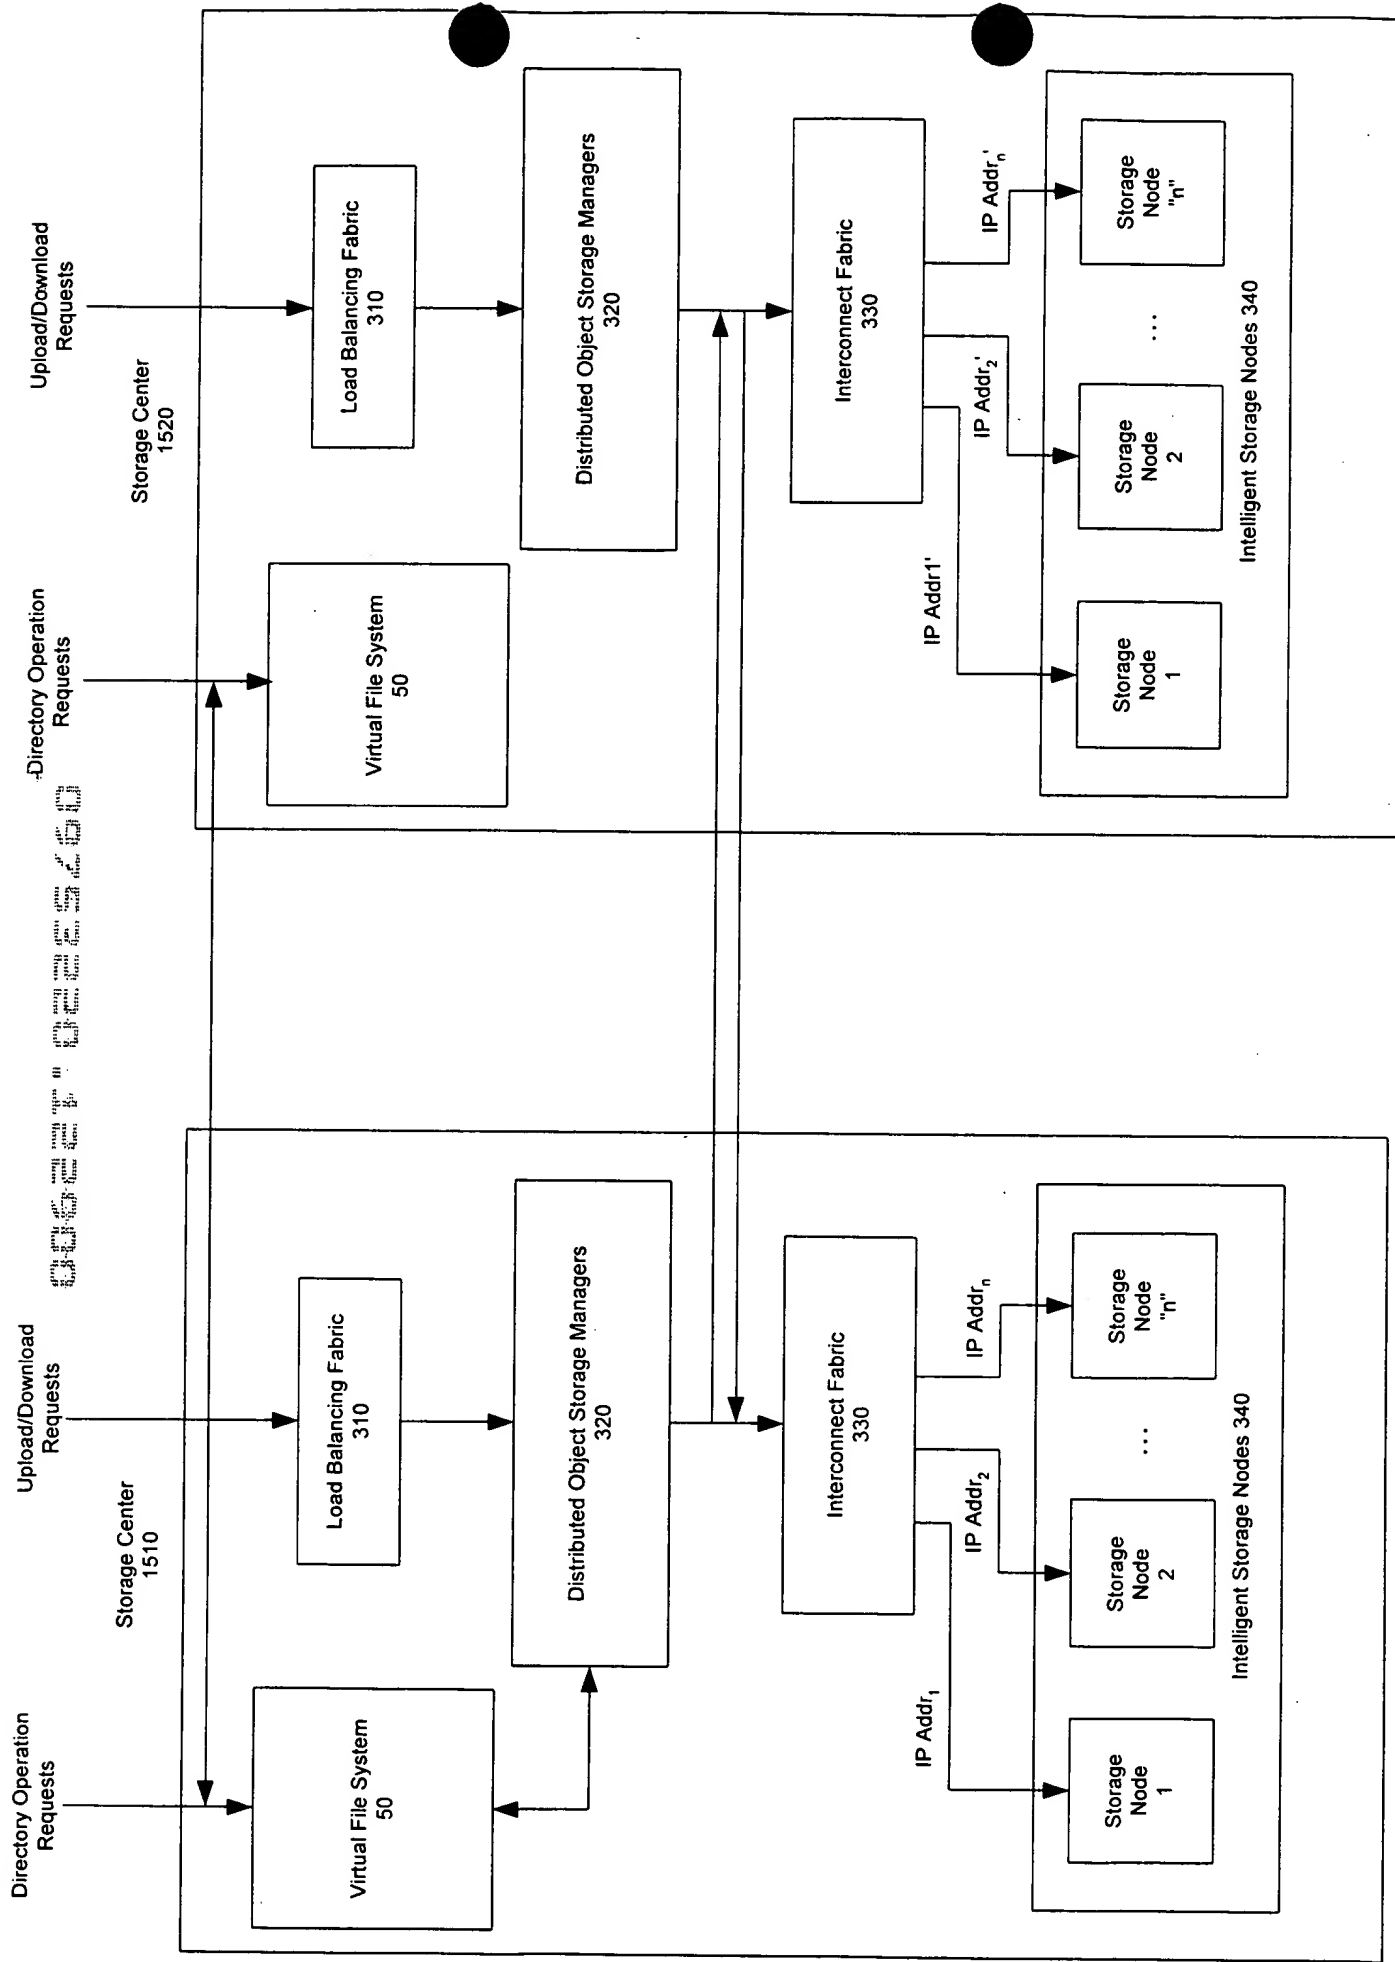 Directory Operation
Requests
Upload/Download
Requests
Storage Center
1510
Virtual File System
50
Load Balancing Fabric
310
Distributed Object Storage Managers
320
Interconnect Fabric
330
IP Addr1
IP Addr2
IP Addrn
Storage
Node
1
Storage
Node
2
...
Storage
Node
"n"
Intelligent Storage Nodes 340
Directory Operation
Requests
Upload/Download
Requests
Storage Center
1520
Virtual File System
50
Load Balancing Fabric
310
Distributed Object Storage Managers
320
Interconnect Fabric
330
IP Addr1'
IP Addr2'
IP Addrn'
Storage
Node
1
Storage
Node
2
...
Storage
Node
"n"
Intelligent Storage Nodes 340